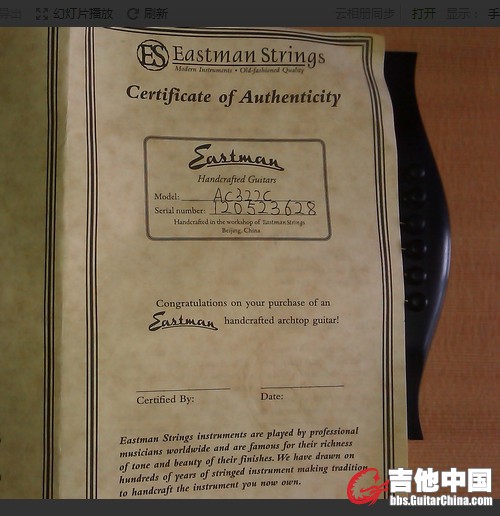 幻灯片播放 刷新 云相册同步 打开 显示:
ES Eastman Strings
Modern Instruments • Old-fashioned Quality
Certificate of Authenticity
Eastman
Handcrafted Guitars
Model: AC322C
Serial number: 120523628
Handcrafted in the workshop of Eastman Strings
Beijing, China
Congratulations on your purchase of an
Eastman handcrafted archtop guitar!
Certified By: Date:
Eastman Strings instruments are played by professional
musicians worldwide and are famous for their richness
of tone and beauty of their finishes. We have drawn on
hundreds of years of stringed instrument making tradition
to handcraft the instrument you now own.
吉他中国
bbs.GuitarChina.com